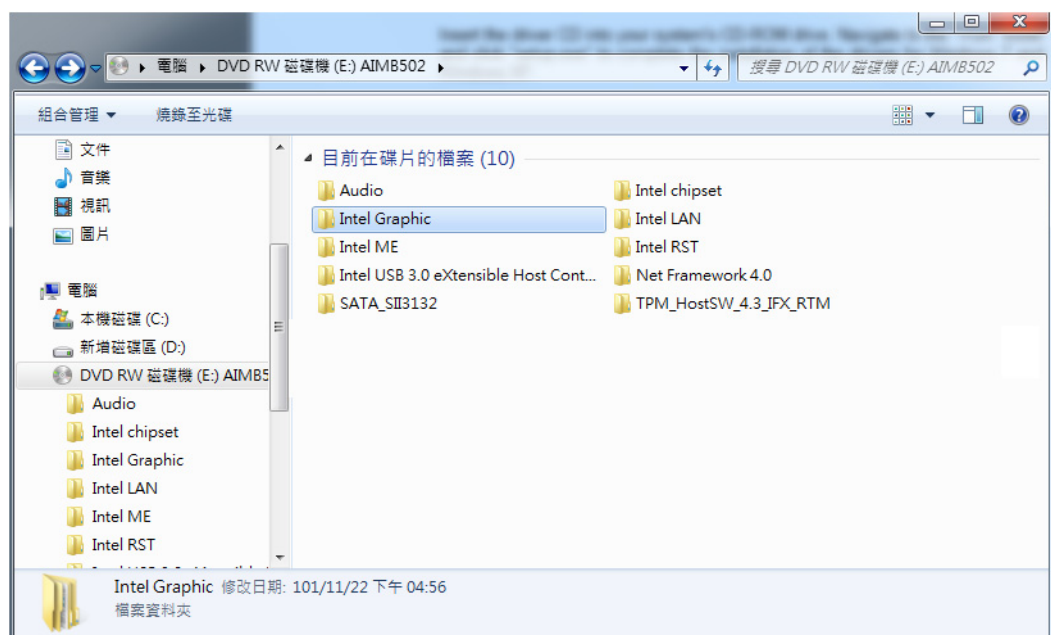 電腦 ▸ DVD RW 磁碟機 (E:) AIMB502 ▸
搜尋 DVD RW 磁碟機 (E:) AIMB502
組合管理 燒錄至光碟
文件
音樂
視訊
圖片
電腦
本機磁碟 (C:)
新增磁碟區 (D:)
DVD RW 磁碟機 (E:) AIMB5
Audio
Intel chipset
Intel Graphic
Intel LAN
Intel ME
Intel RST
目前在碟片的檔案 (10)
Audio
Intel chipset
Intel Graphic
Intel LAN
Intel ME
Intel RST
Intel USB 3.0 eXtensible Host Cont...
Net Framework 4.0
SATA_SII3132
TPM_HostSW_4.3_IFX_RTM
Intel Graphic 修改日期: 101/11/22 下午 04:56
檔案資料夾